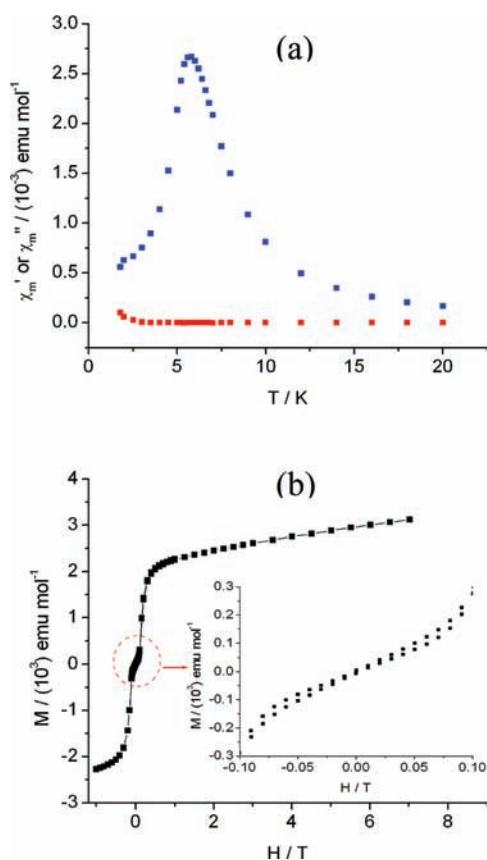 (a)
3.0
2.5
2.0
1.5
1.0
0.5
0.0
χm' or χm'' / (10⁻³) emu mol⁻¹
0 5 10 15 20
T / K
(b)
4
3
2
1
0
-1
-2
-3
M / (10³) emu mol⁻¹
0.3
0.2
0.1
0.0
-0.1
-0.2
-0.3
M / (10³) emu mol⁻¹
-0.10 -0.05 0.00 0.05 0.10
H / T
0 2 4 6 8
H / T